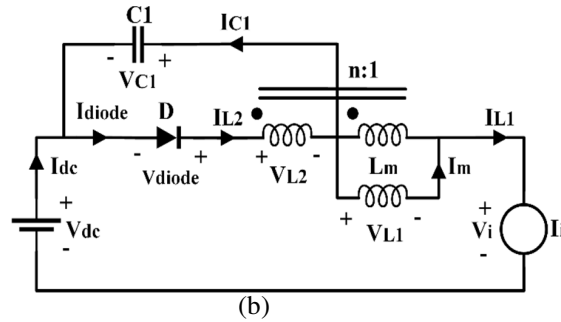 C1
IC1
- +
VC1
n:1
Idiode
D
IL2
IL1
- +
+ -
Vdiode
VL2
Lm
Im
Idc
+
Vdc
-
+ -
VL1
+
Vi
-
Ii
(b)